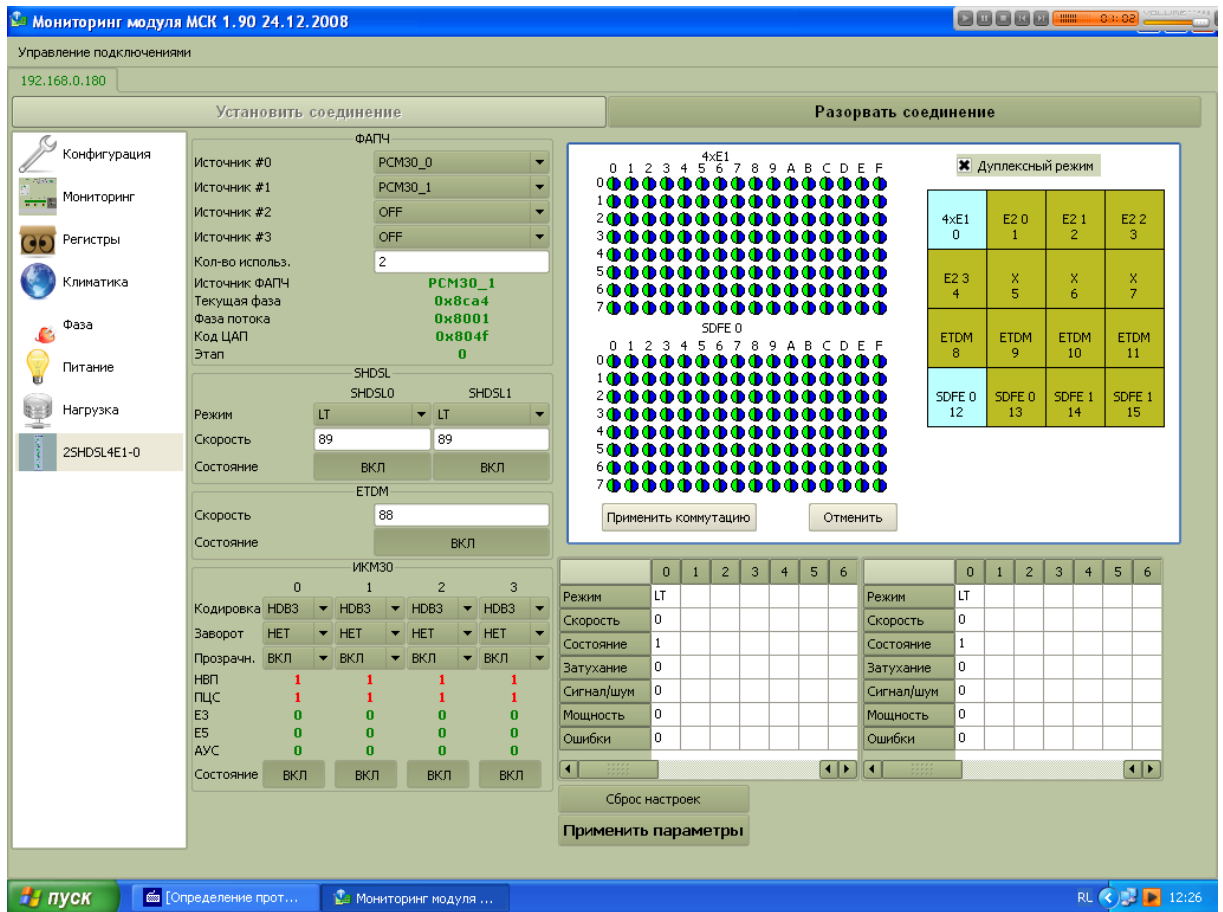 Мониторинг модуля МСК 1.90 24.12.2008
Управление подключениями
192.168.0.180
Установить соединение
Разорвать соединение
Конфигурация
Мониторинг
Регистры
Климатика
Фаза
Питание
Нагрузка
2SHDSL4E1-0
ФАПЧ
Источник #0 PCM30_0
Источник #1 PCM30_1
Источник #2 OFF
Источник #3 OFF
Кол-во использ. 2
Источник ФАПЧ PCM30_1
Текущая фаза 0x8ca4
Фаза потока 0x8001
Код ЦАП 0x804f
Этап 0
SHDSL
SHDSL0 SHDSL1
Режим LT LT
Скорость 89 89
Состояние ВКЛ ВКЛ
ETDM
Скорость 88
Состояние ВКЛ
ИКМ30
0 1 2 3
Кодировка HDB3 HDB3 HDB3 HDB3
Заворот НЕТ НЕТ НЕТ НЕТ
Прозрачн. ВКЛ ВКЛ ВКЛ ВКЛ
НВП 1 1 1 1
ПЦС 1 1 1 1
Е3 0 0 0 0
Е5 0 0 0 0
АУС 0 0 0 0
Состояние ВКЛ ВКЛ ВКЛ ВКЛ
4xE1
0 1 2 3 4 5 6 7 8 9 A B C D E F
0
1
2
3
4
5
6
7
SDFE 0
0 1 2 3 4 5 6 7 8 9 A B C D E F
0
1
2
3
4
5
6
7
Применить коммутацию Отменить
Дуплексный режим
4xE1 E2 0 E2 1 E2 2
0 1 2 3
E2 3 X X X
4 5 6 7
ETDM ETDM ETDM ETDM
8 9 10 11
SDFE 0 SDFE 0 SDFE 1 SDFE 1
12 13 14 15
0 1 2 3 4 5 6
Режим LT
Скорость 0
Состояние 1
Затухание 0
Сигнал/шум 0
Мощность 0
Ошибки 0
0 1 2 3 4 5 6
Режим LT
Скорость 0
Состояние 1
Затухание 0
Сигнал/шум 0
Мощность 0
Ошибки 0
Сброс настроек
Применить параметры
пуск
[Определение прот...
Мониторинг модуля ...
RL
12:26